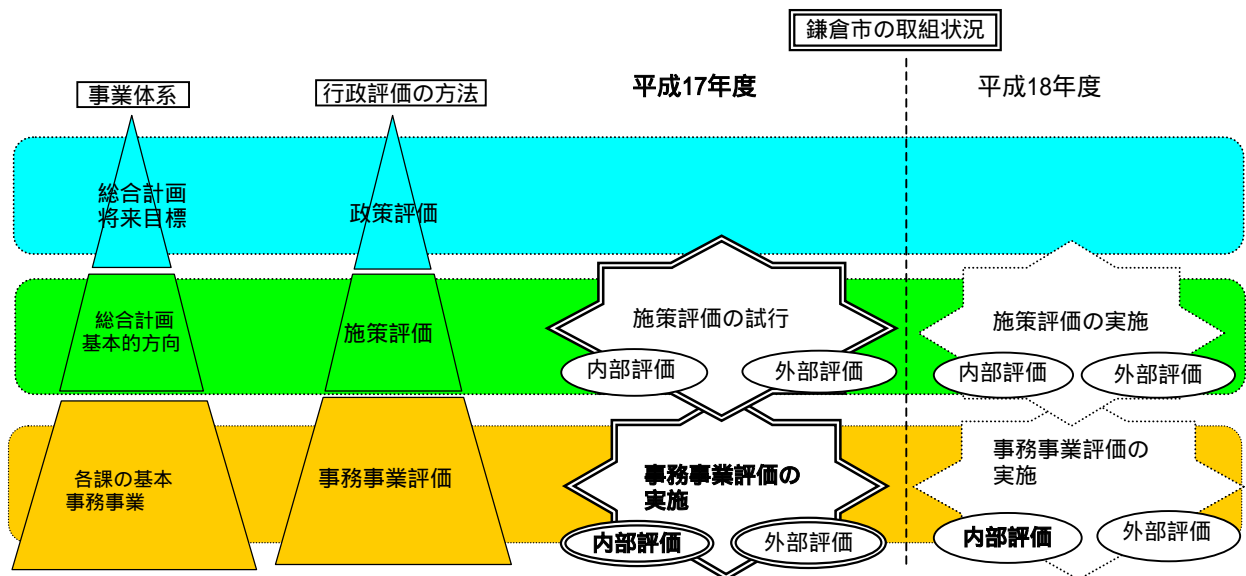 鎌倉市の取組状況
事業体系
行政評価の方法
平成17年度
平成18年度
総合計画
将来目標
政策評価
総合計画
基本的方向
施策評価
施策評価の試行
内部評価
外部評価
施策評価の実施
内部評価
外部評価
各課の基本
事務事業
事務事業評価
事務事業評価の
実施
内部評価
外部評価
事務事業評価の
実施
内部評価
外部評価